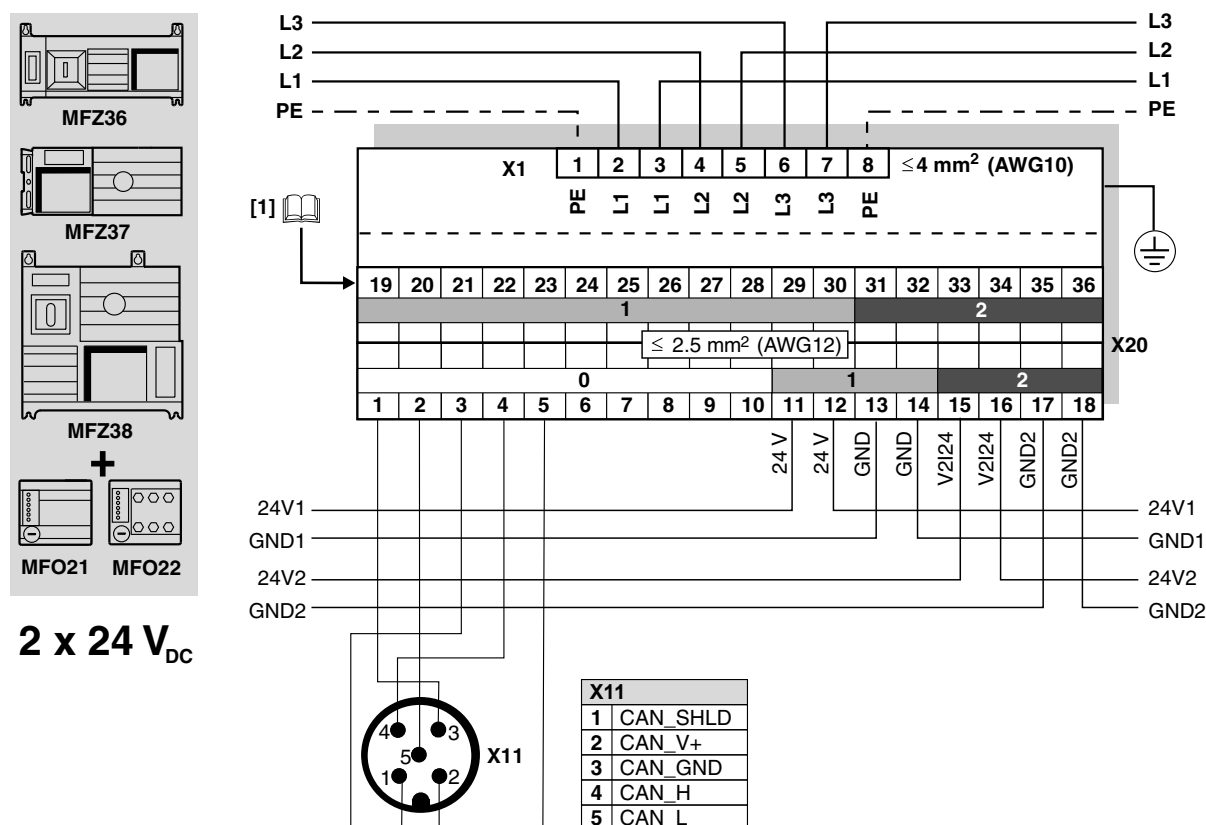 MFZ36
MFZ37
MFZ38
+
MFO21 MFO22
2 x 24 VDC
L3 L3
L2 L2
L1 L1
PE PE
X1 1 2 3 4 5 6 7 8 ≤4 mm² (AWG10)
PE L1 L1 L2 L2 L3 L3 PE
[1]
19 20 21 22 23 24 25 26 27 28 29 30 31 32 33 34 35 36
1 2
≤ 2.5 mm² (AWG12) X20
0 1 2
1 2 3 4 5 6 7 8 9 10 11 12 13 14 15 16 17 18
24 V 24 V GND GND V2I24 V2I24 GND2 GND2
24V1 24V1
GND1 GND1
24V2 24V2
GND2 GND2
4 3
5 X11
1 2
X11
1 CAN_SHLD
2 CAN_V+
3 CAN_GND
4 CAN_H
5 CAN_L